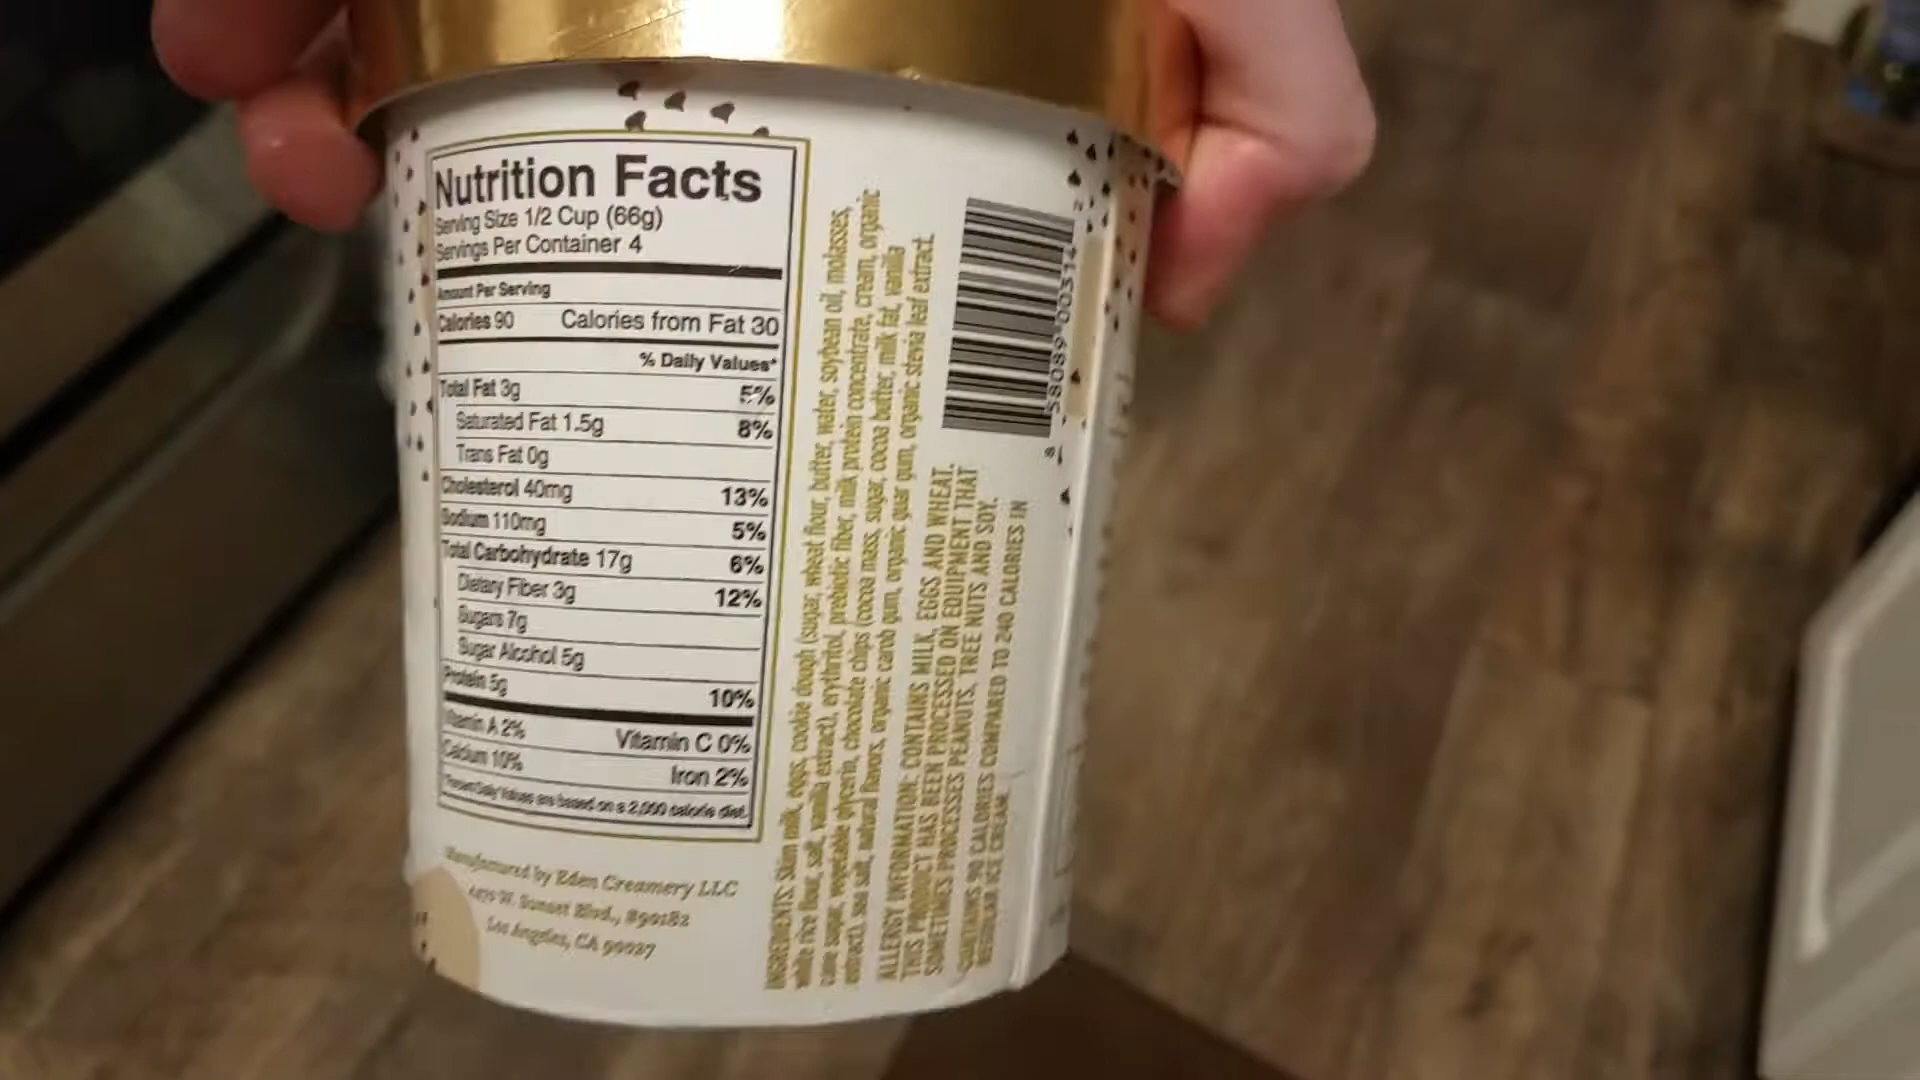 Nutrition Facts
Serving Size 1/2 Cup (66g)
Servings Per Container 4
Amount Per Serving
Calories 90 Calories from Fat 30
% Daily Values*
Total Fat 3g 5%
Saturated Fat 1.5g 8%
Trans Fat 0g
Cholesterol 40mg 13%
Sodium 110mg 5%
Total Carbohydrate 17g 6%
Dietary Fiber 3g 12%
Sugars 7g
Sugar Alcohol 5g
Protein 5g 10%
Vitamin A 2% Vitamin C 0%
Calcium 10% Iron 2%
*Percent Daily Values are based on a 2,000 calorie diet.
Manufactured by Eden Creamery LLC
W. Sunset Blvd., #90182
Los Angeles, CA 90027
INGREDIENTS: Skim milk, eggs, cookie dough (sugar, wheat flour, butter, water, soybean oil, molasses,
white rice flour, salt, vanilla extract), erythritol, prebiotic fiber, milk protein concentrate, cream, organic
cane sugar, vegetable glycerin, chocolate chips (cocoa mass, sugar, cocoa butter, milk fat, vanilla
extract), sea salt, natural flavors, organic carob gum, organic guar gum, organic stevia leaf extract.
ALLERGY INFORMATION: CONTAINS MILK, EGGS AND WHEAT.
THIS PRODUCT HAS BEEN PROCESSED ON EQUIPMENT THAT
SOMETIMES PROCESSES PEANUTS, TREE NUTS AND SOY.
*CONTAINS 90 CALORIES COMPARED TO 240 CALORIES IN
REGULAR ICE CREAM.
8 58089 00314 2